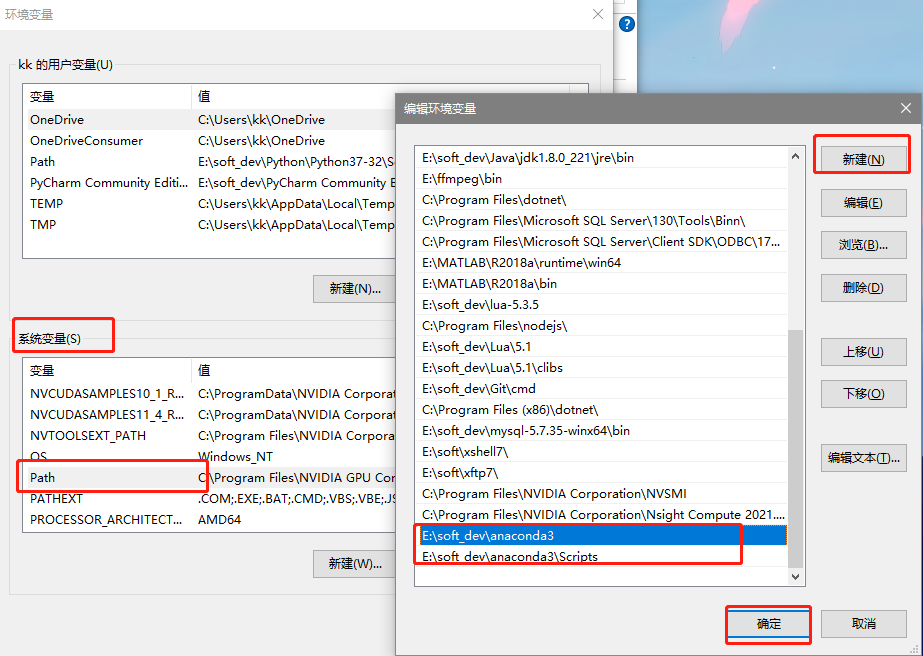 环境变量
kk 的用户变量(U)
变量 值
OneDrive C:\Users\kk\OneDrive
OneDriveConsumer C:\Users\kk\OneDrive
Path E:\soft_dev\Python\Python37-32\S
PyCharm Community Editi... E:\soft_dev\PyCharm Community E
TEMP C:\Users\kk\AppData\Local\Temp
TMP C:\Users\kk\AppData\Local\Temp
新建(N)...
系统变量(S)
变量 值
NVCUDASAMPLES10_1_R... C:\ProgramData\NVIDIA Corporat
NVCUDASAMPLES11_4_R... C:\ProgramData\NVIDIA Corporat
NVTOOLSEXT_PATH C:\Program Files\NVIDIA Corpora
OS Windows_NT
Path C:\Program Files\NVIDIA GPU Cor
PATHEXT .COM;.EXE;.BAT;.CMD;.VBS;.VBE;.JS
PROCESSOR_ARCHITECT... AMD64
新建(W)...
编辑环境变量
E:\soft_dev\Java\jdk1.8.0_221\jre\bin
E:\ffmpeg\bin
C:\Program Files\dotnet\
C:\Program Files\Microsoft SQL Server\130\Tools\Binn\
C:\Program Files\Microsoft SQL Server\Client SDK\ODBC\17...
E:\MATLAB\R2018a\runtime\win64
E:\MATLAB\R2018a\bin
E:\soft_dev\lua-5.3.5
C:\Program Files\nodejs\
E:\soft_dev\Lua\5.1
E:\soft_dev\Lua\5.1\clibs
E:\soft_dev\Git\cmd
C:\Program Files (x86)\dotnet\
E:\soft_dev\mysql-5.7.35-winx64\bin
E:\soft\xshell7\
E:\soft\xftp7\
C:\Program Files\NVIDIA Corporation\NVSMI
C:\Program Files\NVIDIA Corporation\Nsight Compute 2021....
E:\soft_dev\anaconda3
E:\soft_dev\anaconda3\Scripts
新建(N)
编辑(E)
浏览(B)...
删除(D)
上移(U)
下移(O)
编辑文本(T)...
确定
取消